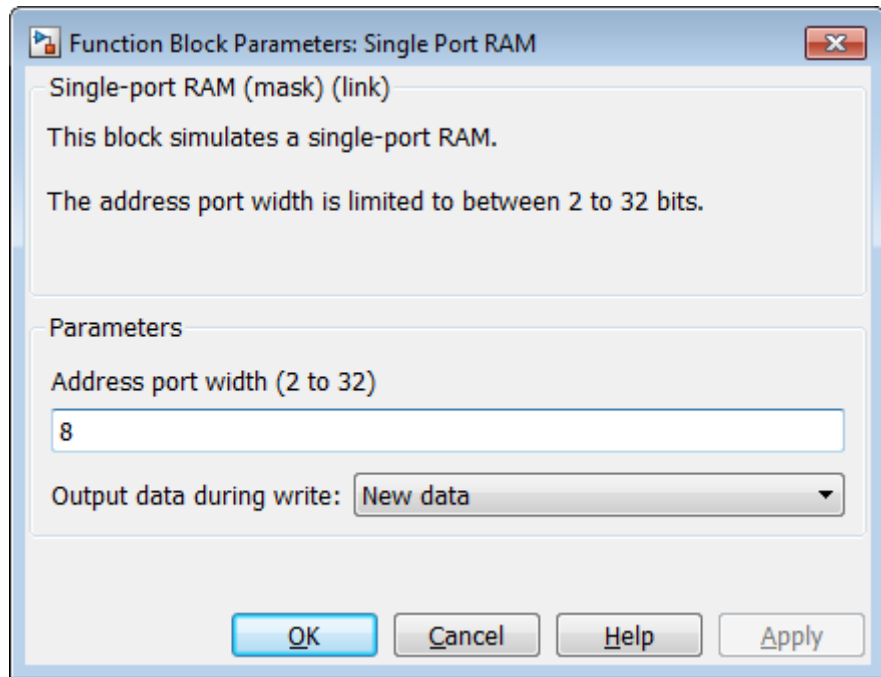 Function Block Parameters: Single Port RAM
Single-port RAM (mask) (link)
This block simulates a single-port RAM.
The address port width is limited to between 2 to 32 bits.
Parameters
Address port width (2 to 32)
8
Output data during write: New data
OK Cancel Help Apply